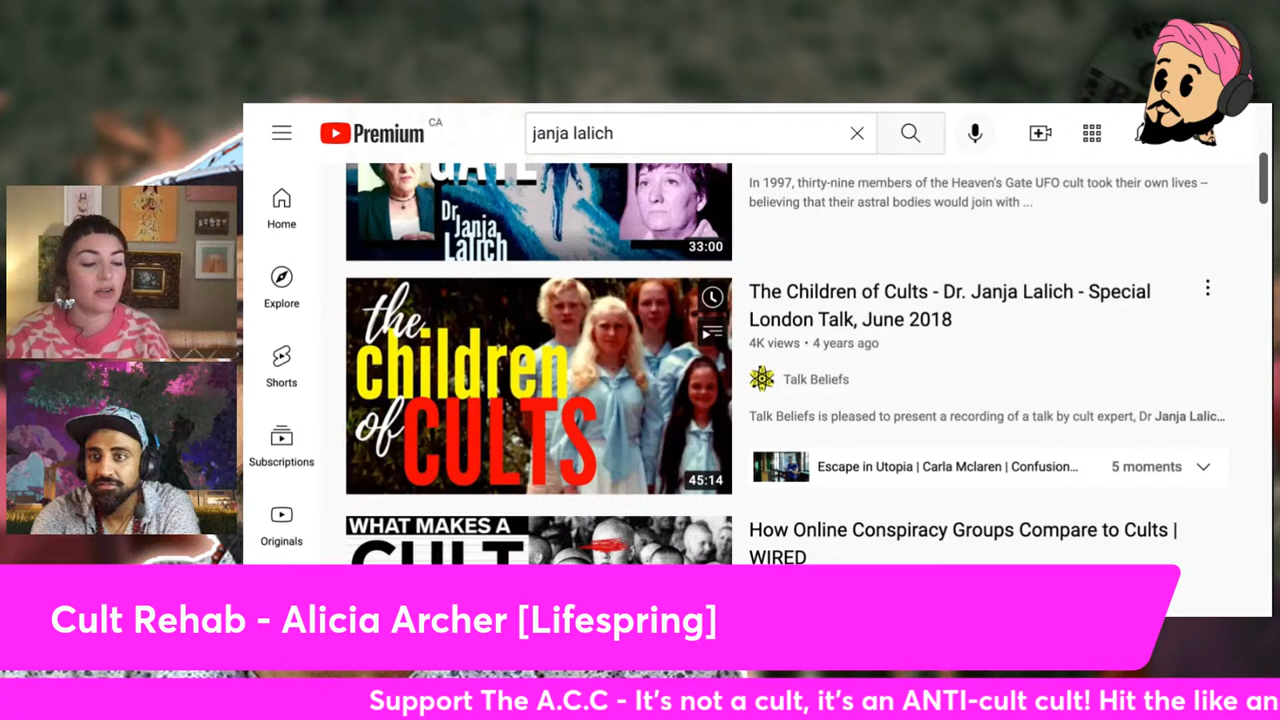 Premium
CA
janja lalich
Home
Explore
Shorts
Subscriptions
Originals
GATE
Dr
Janja
Lalich
33:00
In 1997, thirty-nine members of the Heaven's Gate UFO cult took their own lives –
believing that their astral bodies would join with ...
the
children
of CULTS
45:14
The Children of Cults - Dr. Janja Lalich - Special
London Talk, June 2018
4K views • 4 years ago
Talk Beliefs
Talk Beliefs is pleased to present a recording of a talk by cult expert, Dr Janja Lalic...
Escape in Utopia | Carla Mclaren | Confusion...
5 moments
WHAT MAKES A
CULT
How Online Conspiracy Groups Compare to Cults |
WIRED
Cult Rehab - Alicia Archer [Lifespring]
Support The A.C.C - It's not a cult, it's an ANTI-cult cult! Hit the like an